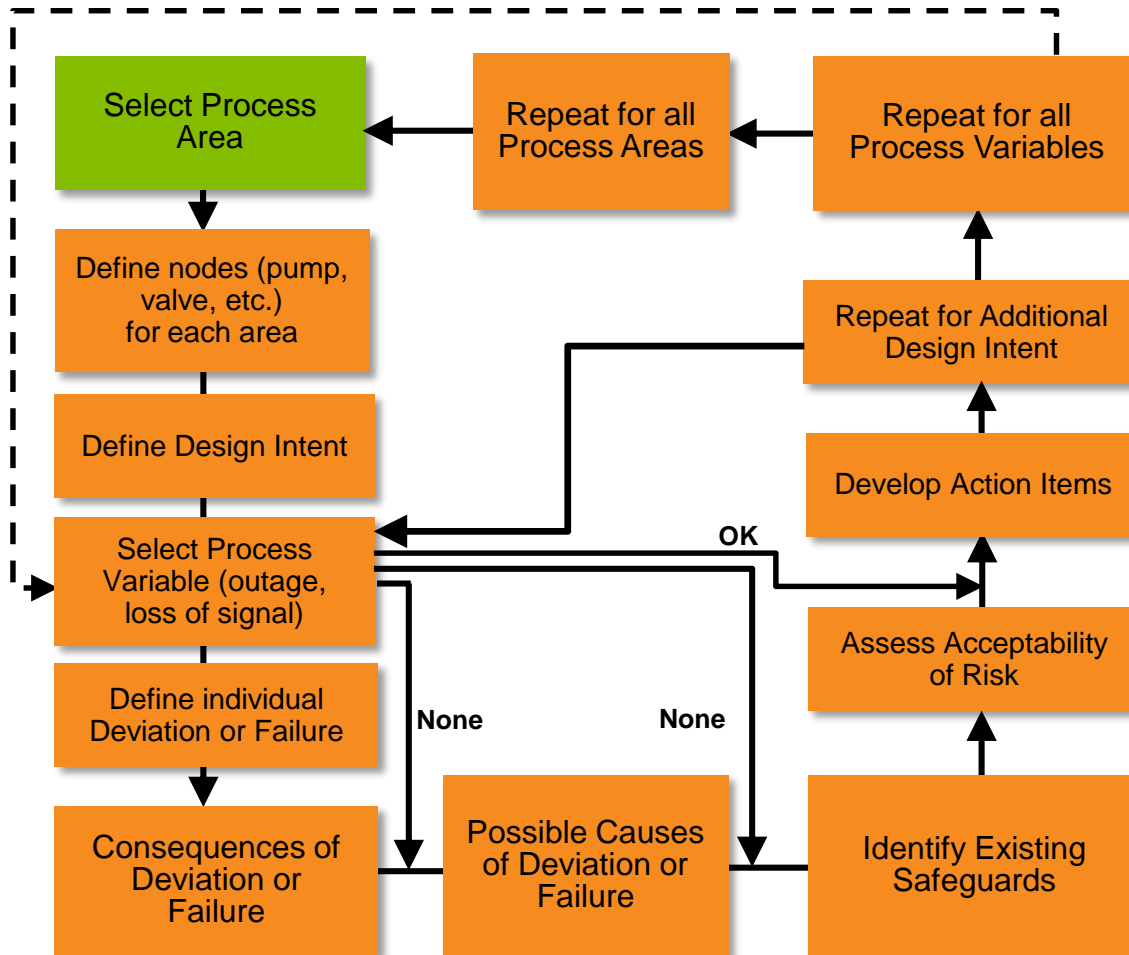 Select Process
Area
Repeat for all
Process Areas
Repeat for all
Process Variables
Define nodes (pump,
valve, etc.)
for each area
Repeat for Additional
Design Intent
Define Design Intent
Develop Action Items
Select Process
Variable (outage,
loss of signal)
OK
Assess Acceptability
of Risk
Define individual
Deviation or Failure
None
None
Consequences of
Deviation or
Failure
Possible Causes
of Deviation or
Failure
Identify Existing
Safeguards